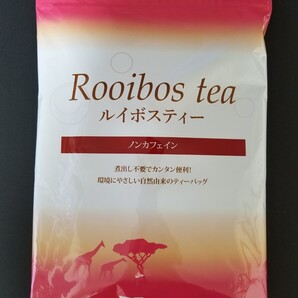 Rooibos tea
ルイボスティー
ノンカフェイン
煮出し不要でカンタン便利!
環境にやさしい自然由来のティーバッグ